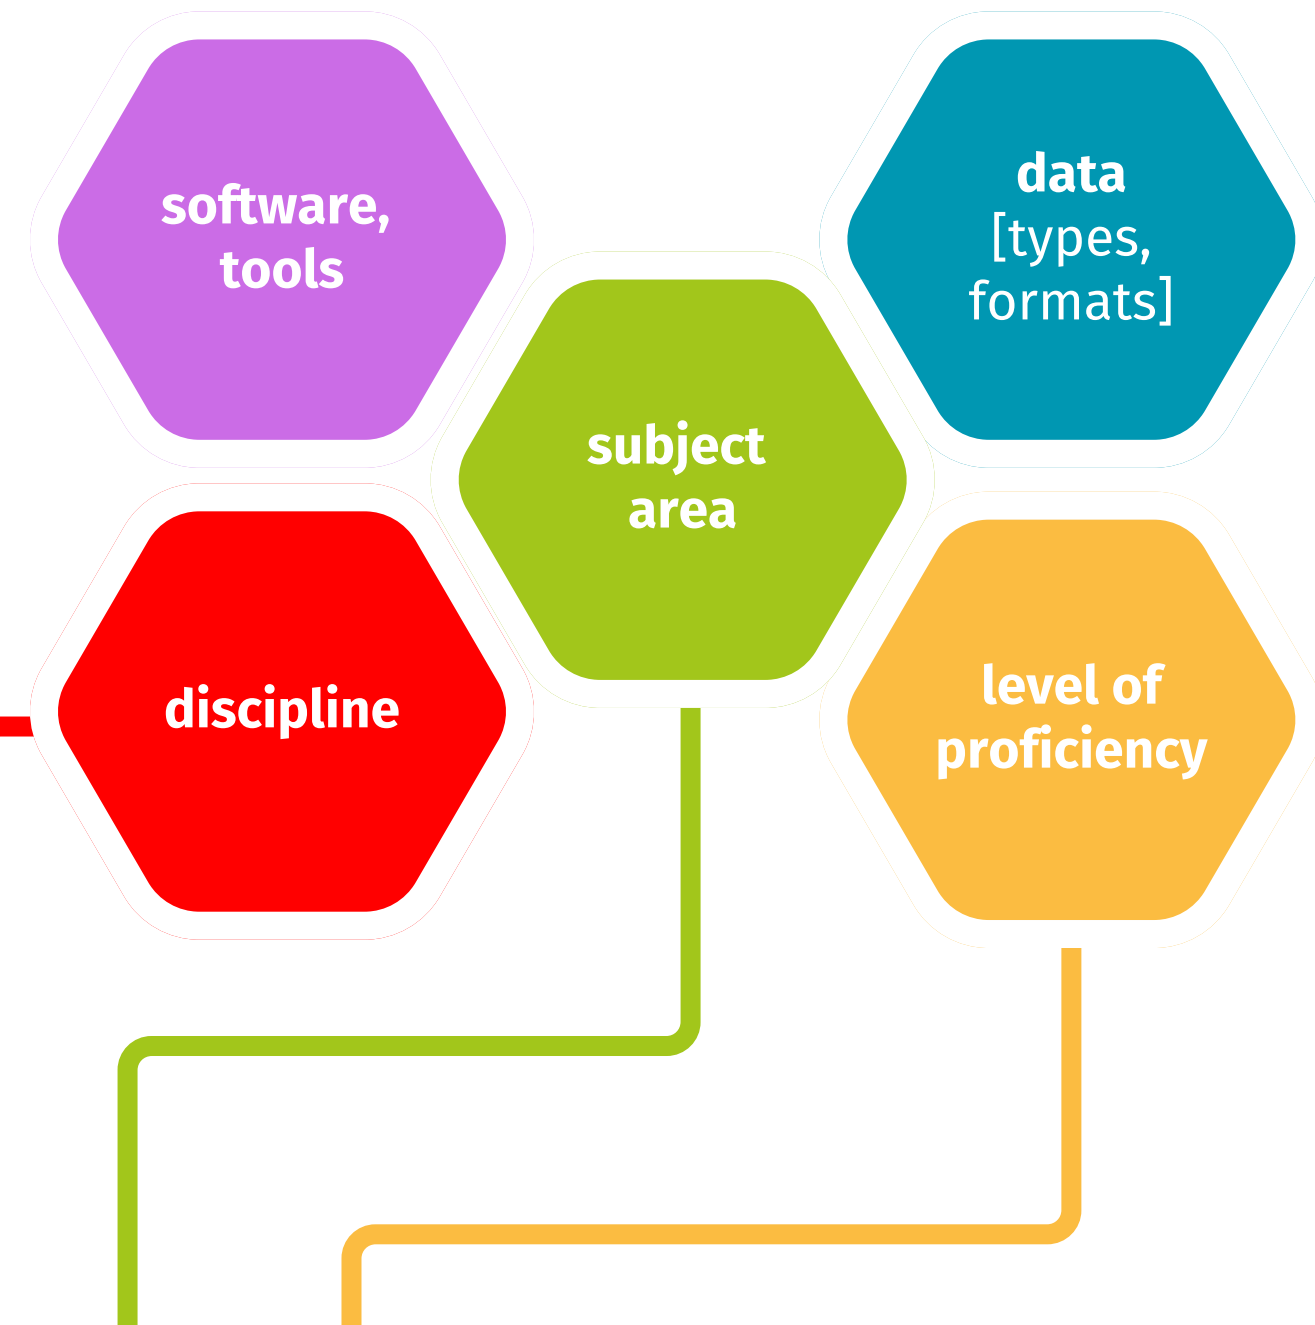 software,
tools
data
[types,
formats]
subject
area
discipline
level of
proficiency